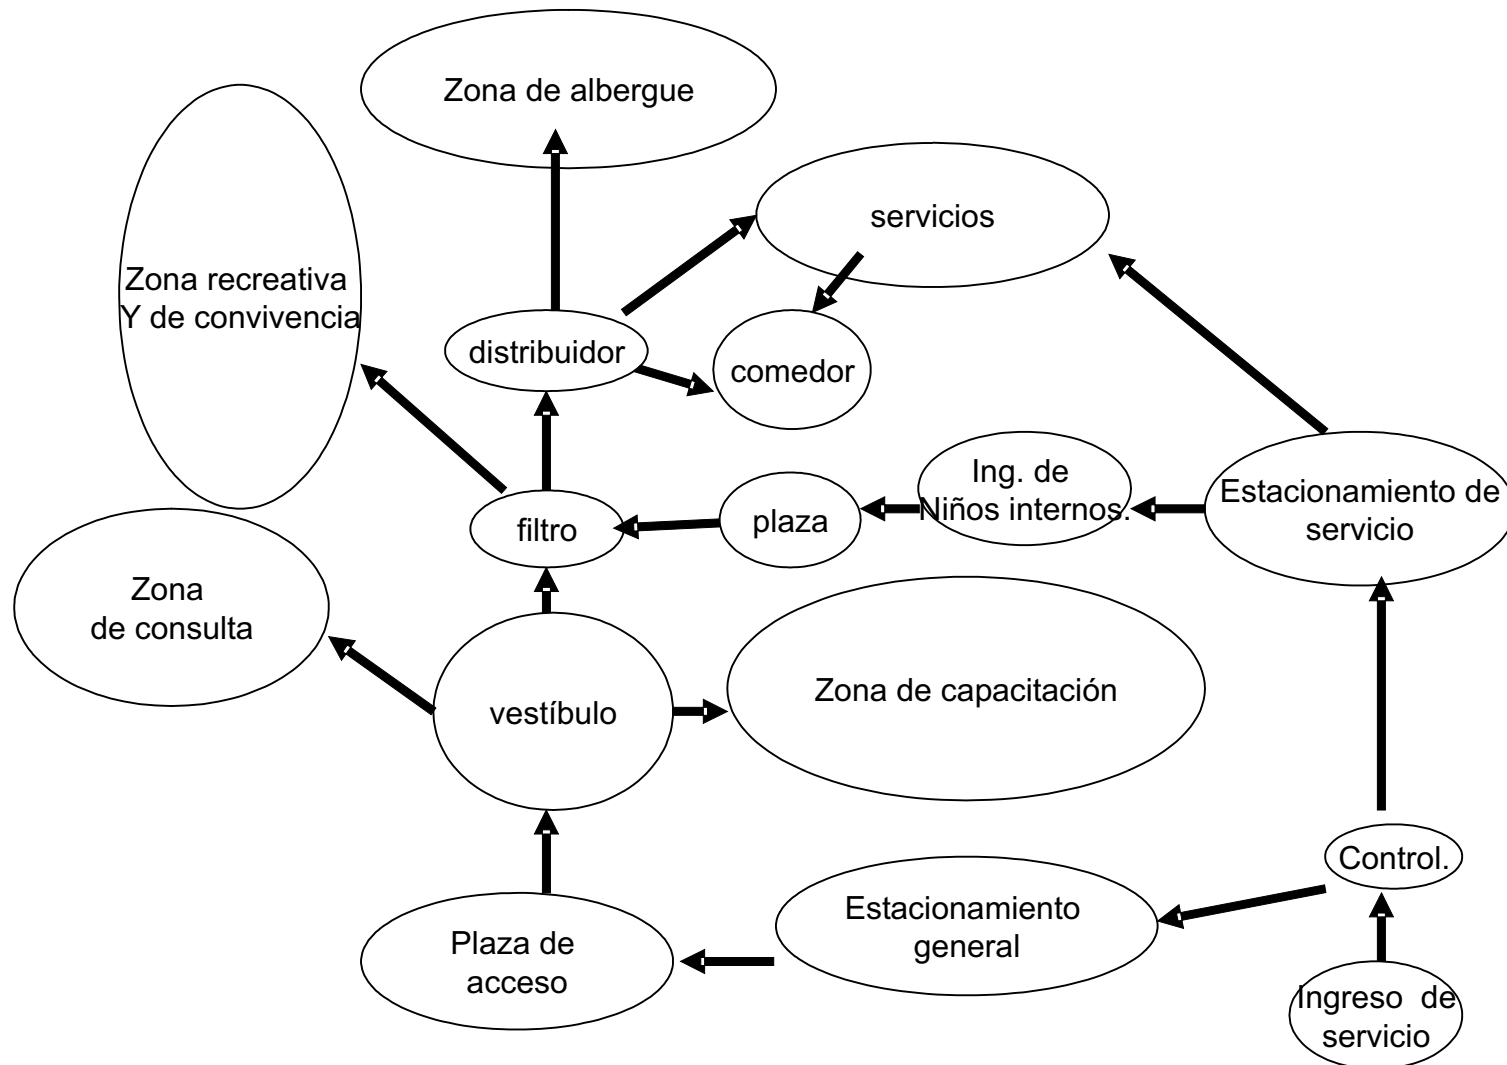 Zona de albergue
servicios
Zona recreativa
Y de convivencia
distribuidor
comedor
Ing. de
Niños internos.
Estacionamiento de
servicio
plaza
filtro
Zona
de consulta
Zona de capacitación
vestíbulo
Control.
Estacionamiento
general
Plaza de
acceso
Ingreso  de
servicio